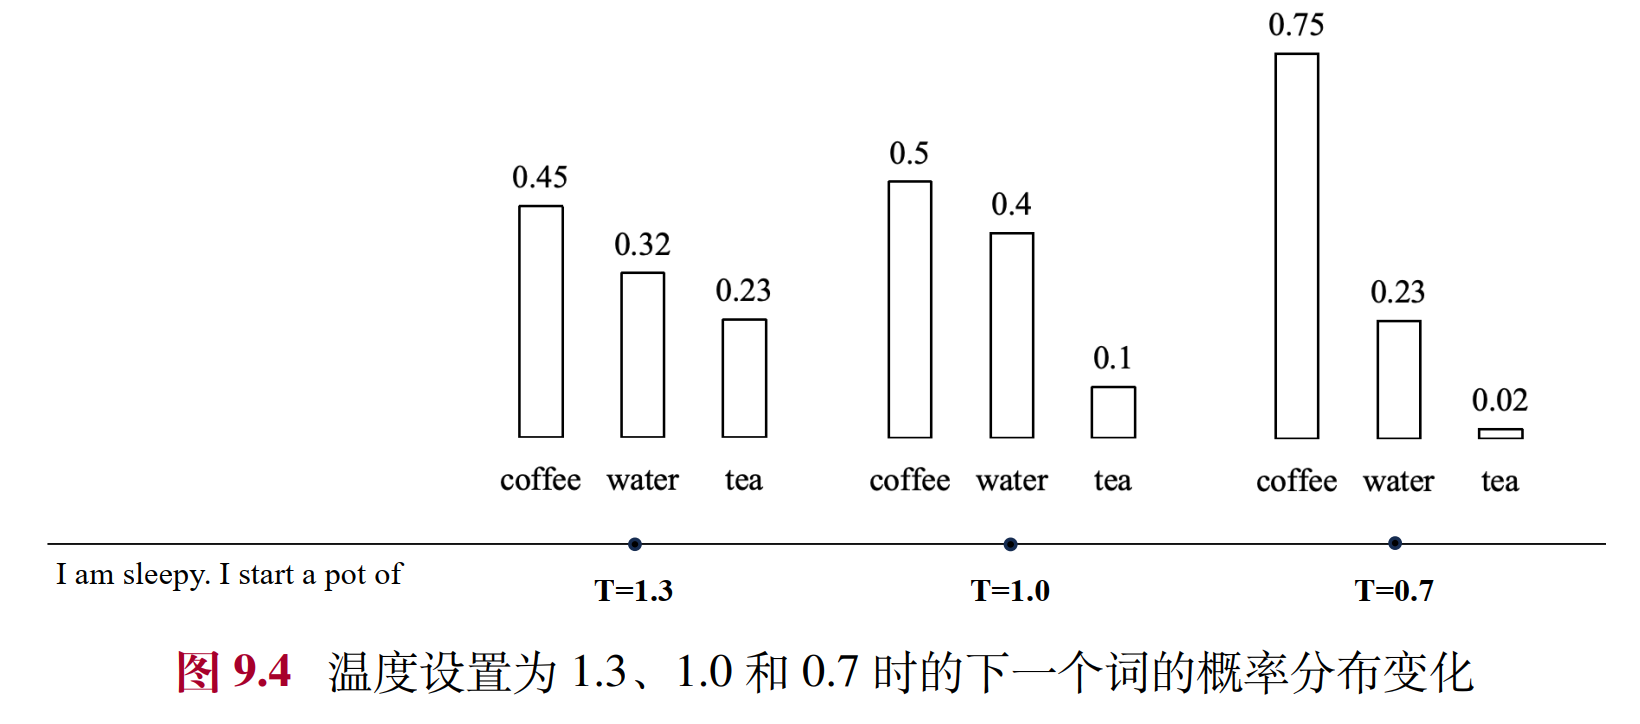 0.45 0.32 0.23
coffee water tea
0.5 0.4 0.1
coffee water tea
0.75 0.23 0.02
coffee water tea
I am sleepy. I start a pot of
T=1.3 T=1.0 T=0.7
图 9.4 温度设置为 1.3、1.0 和 0.7 时的下一个词的概率分布变化